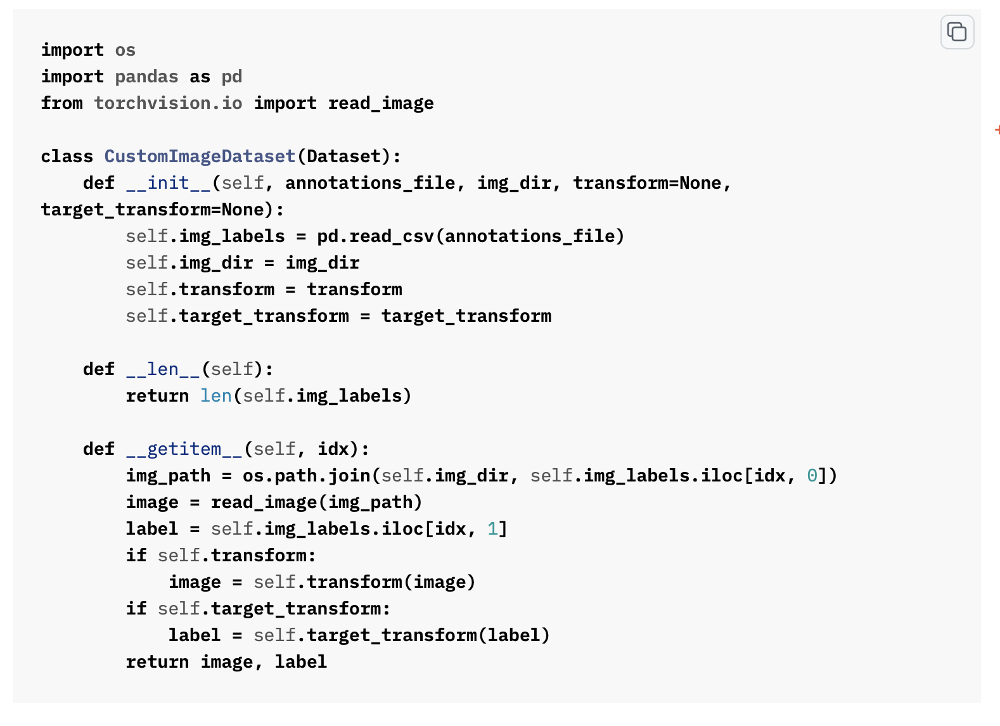 import os
import pandas as pd
from torchvision.io import read_image

class CustomImageDataset(Dataset):
    def __init__(self, annotations_file, img_dir, transform=None,
target_transform=None):
        self.img_labels = pd.read_csv(annotations_file)
        self.img_dir = img_dir
        self.transform = transform
        self.target_transform = target_transform

    def __len__(self):
        return len(self.img_labels)

    def __getitem__(self, idx):
        img_path = os.path.join(self.img_dir, self.img_labels.iloc[idx, 0])
        image = read_image(img_path)
        label = self.img_labels.iloc[idx, 1]
        if self.transform:
            image = self.transform(image)
        if self.target_transform:
            label = self.target_transform(label)
        return image, label